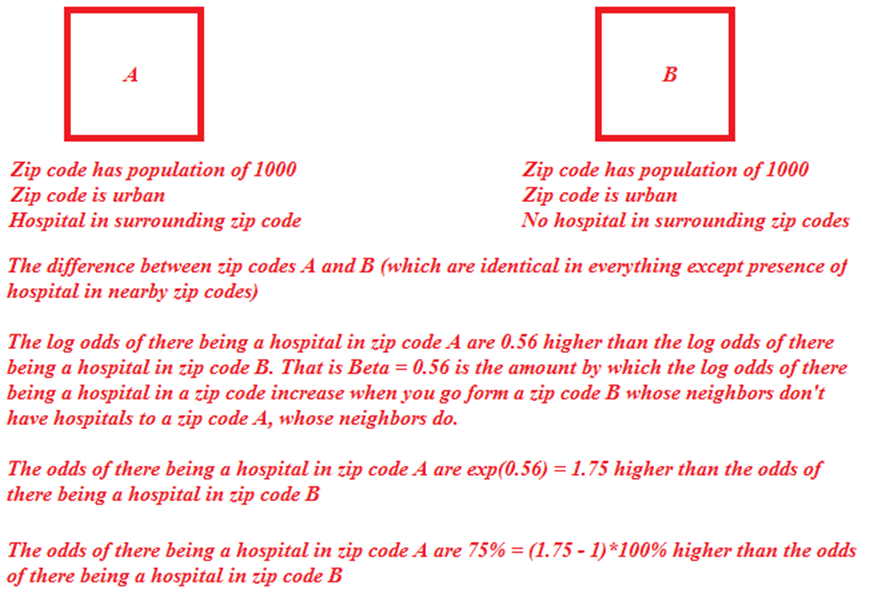 A B
Zip code has population of 1000 Zip code has population of 1000
Zip code is urban Zip code is urban
Hospital in surrounding zip code No hospital in surrounding zip codes
The difference between zip codes A and B (which are identical in everything except presence of
hospital in nearby zip codes)
The log odds of there being a hospital in zip code A are 0.56 higher than the log odds of there
being a hospital in zip code B. That is Beta = 0.56 is the amount by which the log odds of there
being a hospital in a zip code increase when you go form a zip code B whose neighbors don't
have hospitals to a zip code A, whose neighbors do.
The odds of there being a hospital in zip code A are exp(0.56) = 1.75 higher than the odds of
there being a hospital in zip code B
The odds of there being a hospital in zip code A are 75% = (1.75 - 1)*100% higher than the odds
of there being a hospital in zip code B